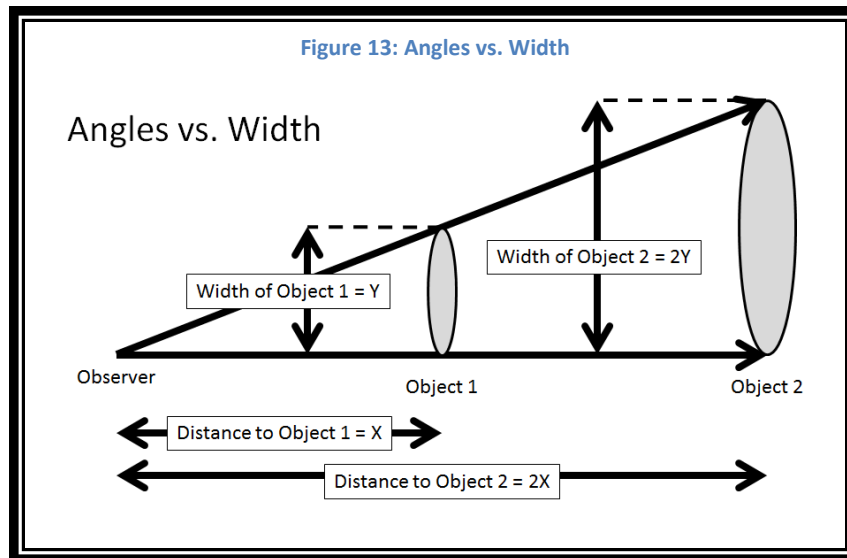 Figure 13: Angles vs. Width
Angles vs. Width
Width of Object 2 = 2Y
Width of Object 1 = Y
Observer
Object 1
Object 2
Distance to Object 1 = X
Distance to Object 2 = 2X